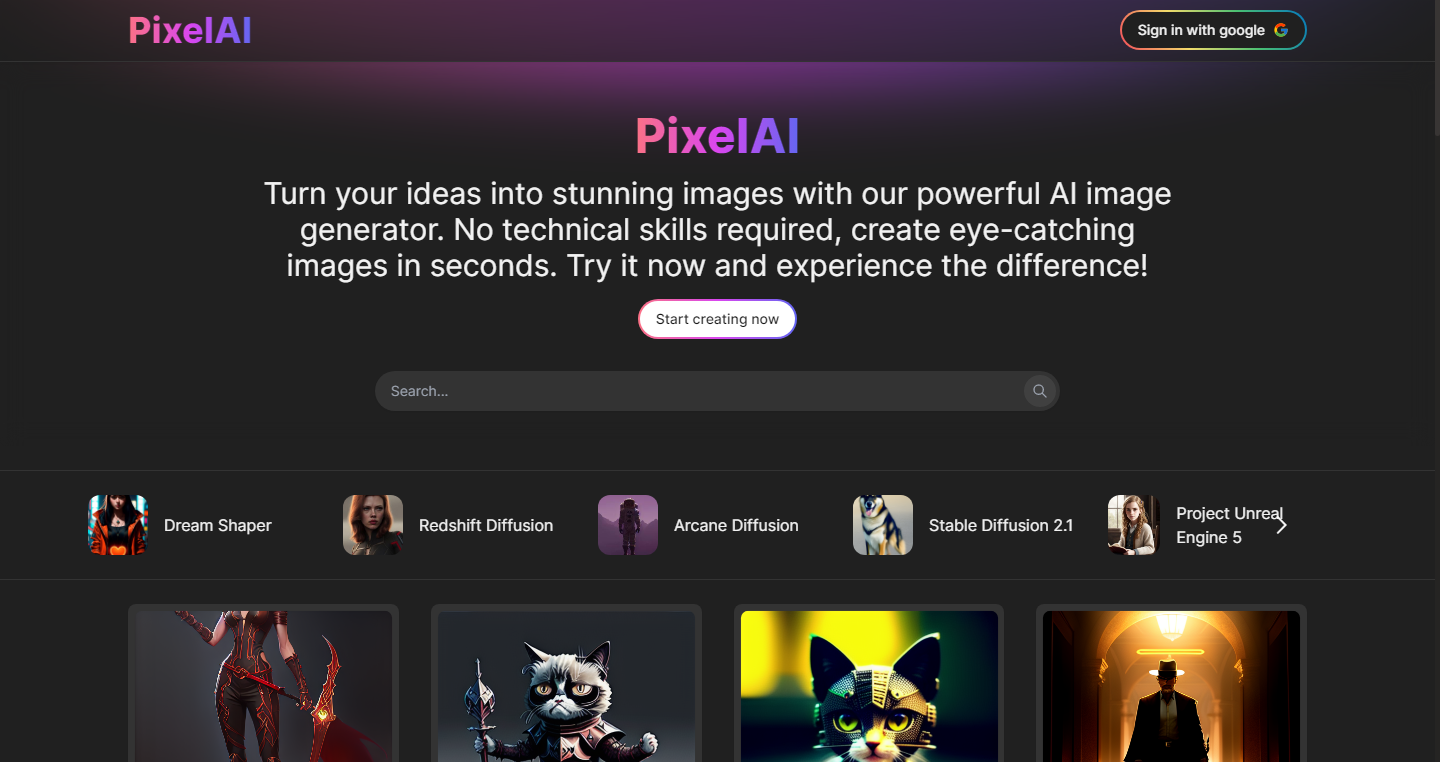 PixelAI
Sign in with google
PixelAI
Turn your ideas into stunning images with our powerful AI image
generator. No technical skills required, create eye-catching
images in seconds. Try it now and experience the difference!
Start creating now
Search...
Dream Shaper
Redshift Diffusion
Arcane Diffusion
Stable Diffusion 2.1
Project Unreal
Engine 5